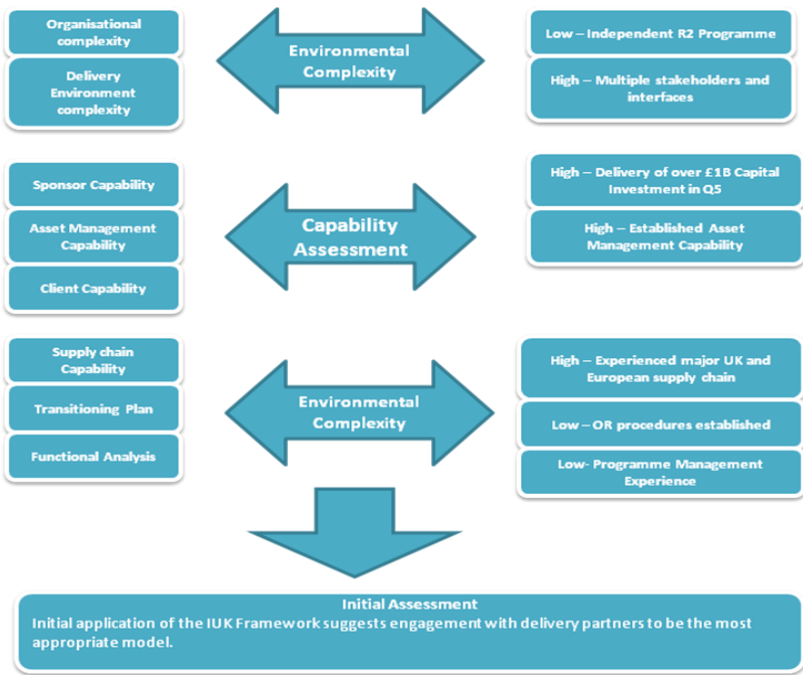 Organisational
complexity
Delivery
Environment
complexity
Environmental
Complexity
Low – Independent R2 Programme
High – Multiple stakeholders and
interfaces
Sponsor Capability
Asset Management
Capability
Client Capability
Capability
Assessment
High – Delivery of over £1B Capital
Investment in Q5
High – Established Asset
Management Capability
Supply chain
Capability
Transitioning Plan
Functional Analysis
Environmental
Complexity
High – Experienced major UK and
European supply chain
Low – OR procedures established
Low- Programme Management
Experience
Initial Assessment
Initial application of the IUK Framework suggests engagement with delivery partners to be the most
appropriate model.